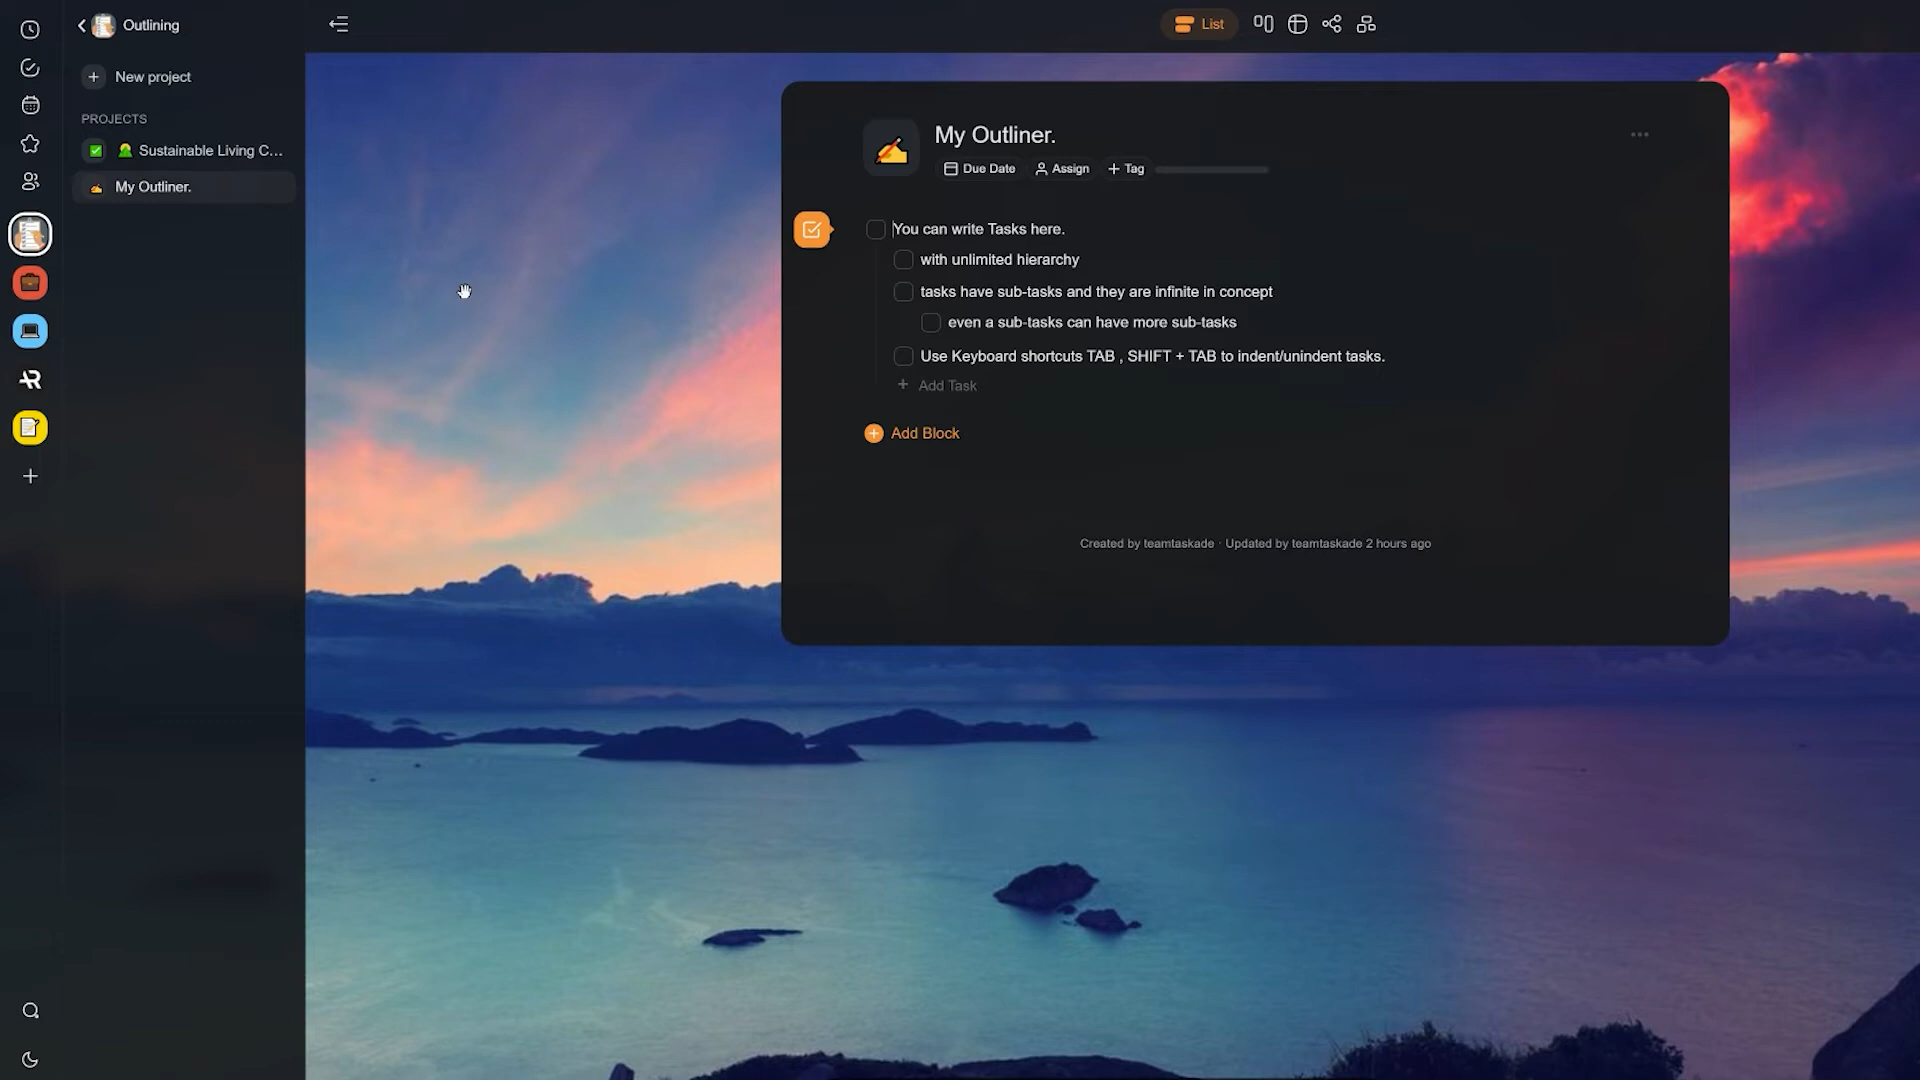 Outlining
New project
PROJECTS
Sustainable Living C...
My Outliner.
List
My Outliner.
Due Date
Assign
+ Tag
You can write Tasks here.
with unlimited hierarchy
tasks have sub-tasks and they are infinite in concept
even a sub-tasks can have more sub-tasks
Use Keyboard shortcuts TAB , SHIFT + TAB to indent/unindent tasks.
+ Add Task
Add Block
Created by teamtaskade · Updated by teamtaskade 2 hours ago